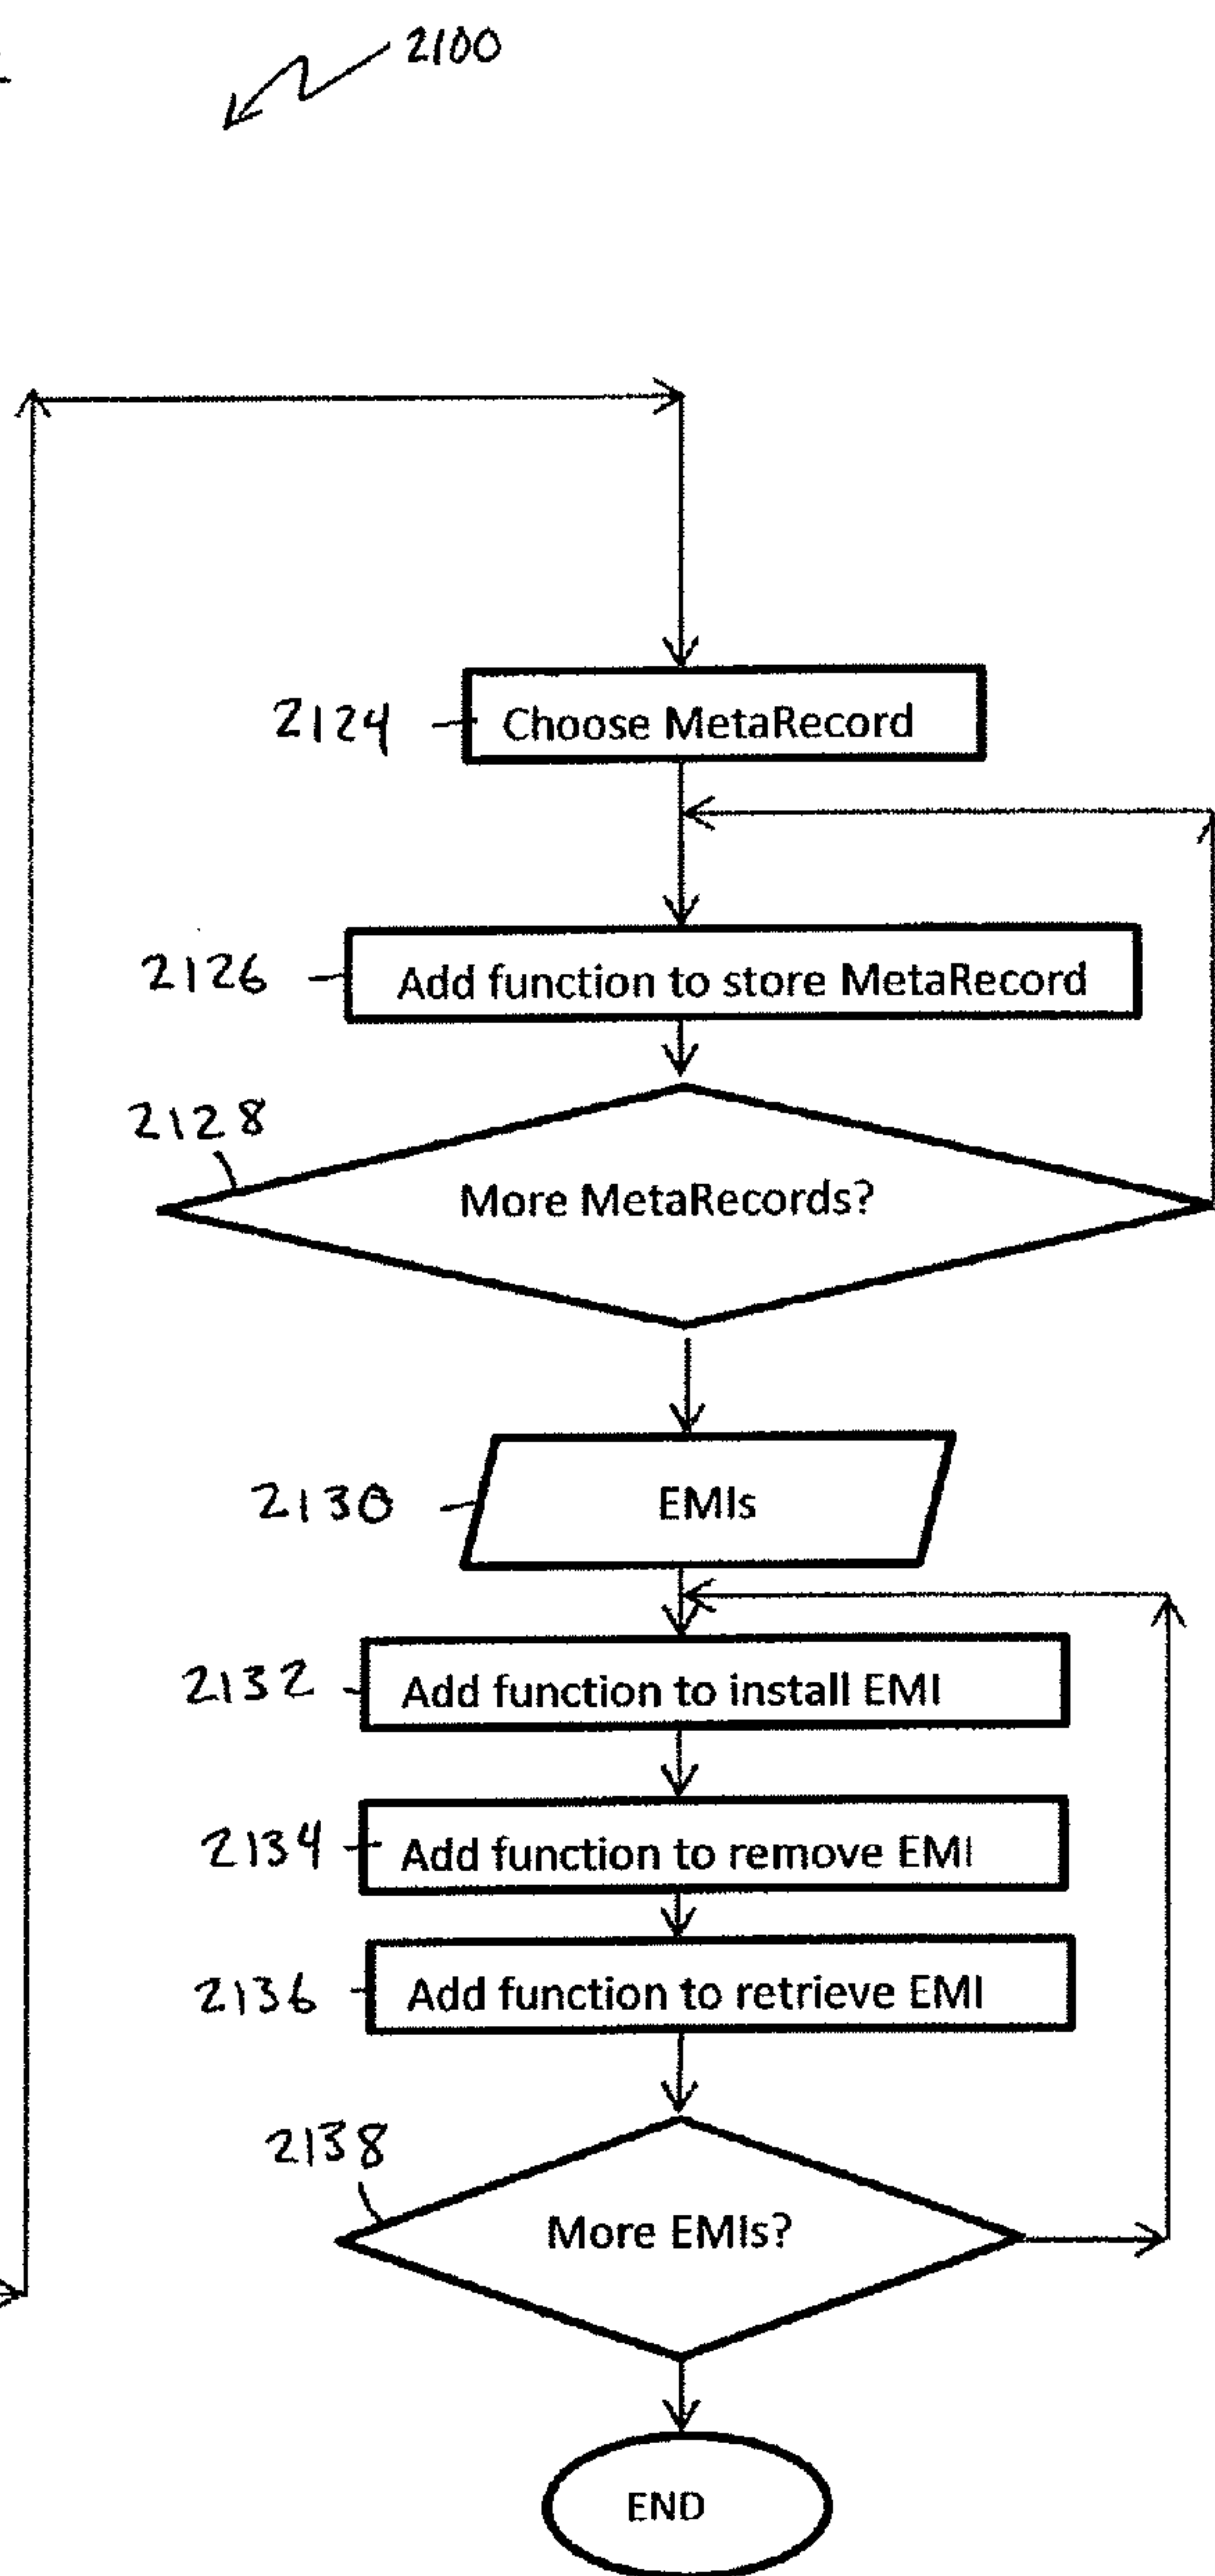 2100
2124 Choose MetaRecord
2126 Add function to store MetaRecord
2128
More MetaRecords?
2130 EMIs
2132 Add function to install EMI
2134 Add function to remove EMI
2136 Add function to retrieve EMI
2138
More EMIs?
END